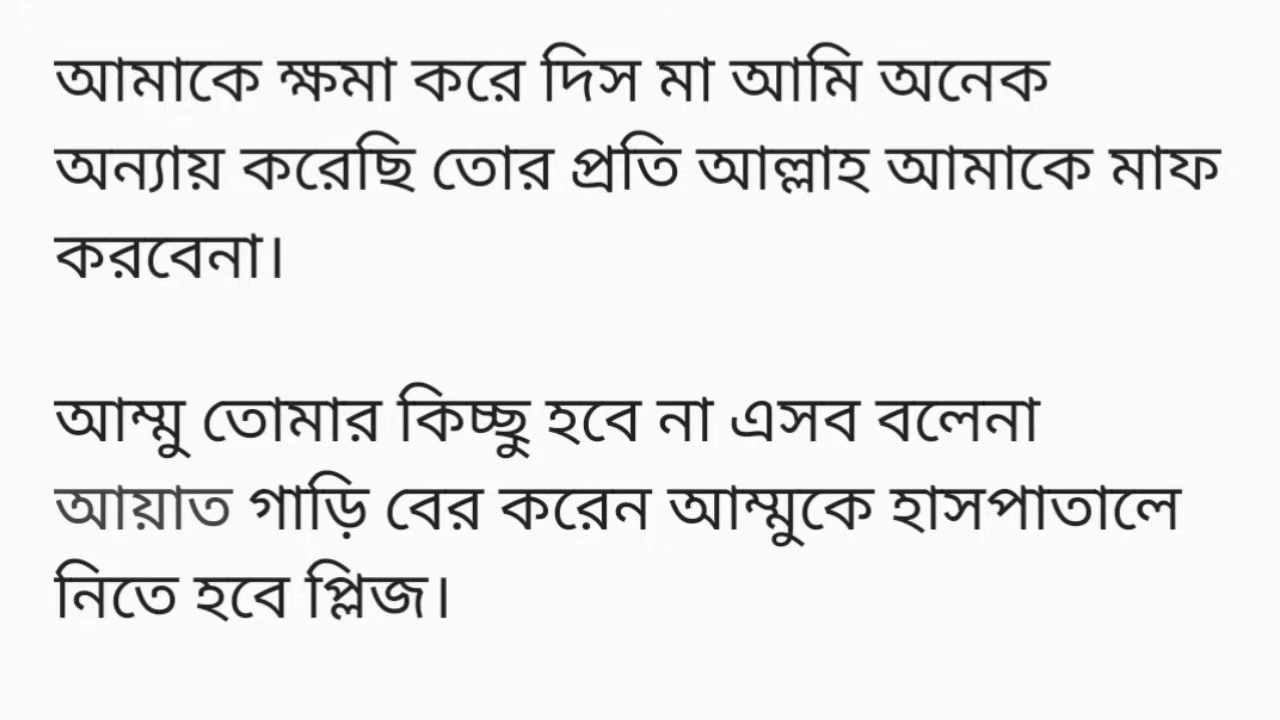 আমাকে ক্ষমা করে দিস মা আমি অনেক
অন্যায় করেছি তোর প্রতি আল্লাহ আমাকে মাফ
করবেনা।
আম্মু তোমার কিচ্ছু হবে না এসব বলেনা
আয়াত গাড়ি বের করেন আম্মুকে হাসপাতালে
নিতে হবে প্লিজ।